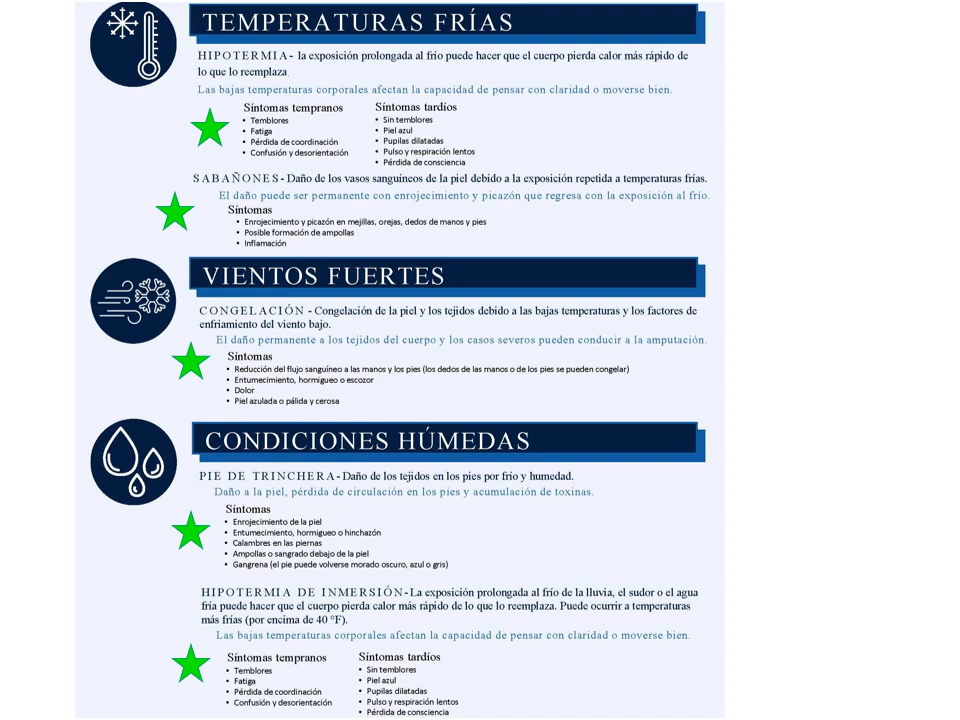 TEMPERATURAS FRÍAS
HIPOTERMIA- la exposición prolongada al frío puede hacer que el cuerpo pierda calor más rápido de
lo que lo reemplaza.
Las bajas temperaturas corporales afectan la capacidad de pensar con claridad o moverse bien.
Síntomas tempranos
• Temblores
• Fatiga
• Pérdida de coordinación
• Confusión y desorientación
Síntomas tardíos
• Sin temblores
• Piel azul
• Pupilas dilatadas
• Pulso y respiración lentos
• Pérdida de consciencia
SABAÑONES- Daño de los vasos sanguíneos de la piel debido a la exposición repetida a temperaturas frías.
El daño puede ser permanente con enrojecimiento y picazón que regresa con la exposición al frío.
Síntomas
• Enrojecimiento y picazón en mejillas, orejas, dedos de manos y pies
• Posible formación de ampollas
• Inflamación
VIENTOS FUERTES
CONGELACIÓN - Congelación de la piel y los tejidos debido a las bajas temperaturas y los factores de
enfriamiento del viento bajo.
El daño permanente a los tejidos del cuerpo y los casos severos pueden conducir a la amputación.
Síntomas
• Reducción del flujo sanguíneo a las manos y los pies (los dedos de las manos o de los pies se pueden congelar)
• Entumecimiento, hormigueo o escozor
• Dolor
• Piel azulada o pálida y cerosa
CONDICIONES HÚMEDAS
PIE DE TRINCHERA- Daño de los tejidos en los pies por frío y humedad.
Daño a la piel, pérdida de circulación en los pies y acumulación de toxinas.
Síntomas
• Enrojecimiento de la piel
• Entumecimiento, hormigueo o hinchazón
• Calambres en las piernas
• Ampollas o sangrado debajo de la piel
• Gangrena (el pie puede volverse morado oscuro, azul o gris)
HIPOTERMIA DE INMERSIÓN- La exposición prolongada al frío de la lluvia, el sudor o el agua
fría puede hacer que el cuerpo pierda calor más rápido de lo que lo reemplaza. Puede ocurrir a temperaturas
más frías (por encima de 40 °F).
Las bajas temperaturas corporales afectan la capacidad de pensar con claridad o moverse bien.
Síntomas tempranos
• Temblores
• Fatiga
• Pérdida de coordinación
• Confusión y desorientación
Síntomas tardíos
• Sin temblores
• Piel azul
• Pupilas dilatadas
• Pulso y respiración lentos
• Pérdida de consciencia